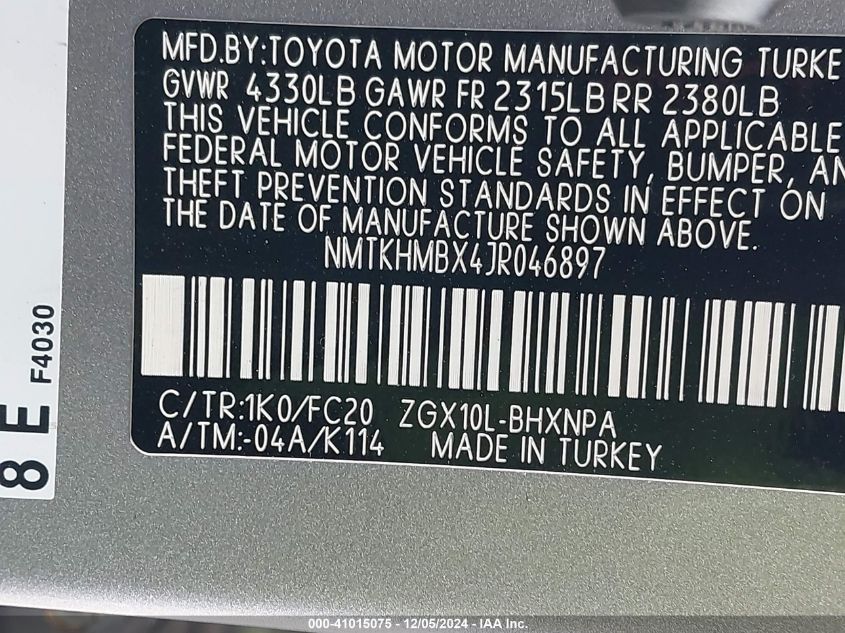 MFD.BY:TOYOTA MOTOR MANUFACTURING TURKE
GVWR 4330LB GAWR FR 2315LB RR 2380LB
THIS VEHICLE CONFORMS TO ALL APPLICABLE
FEDERAL MOTOR VEHICLE SAFETY, BUMPER, AN
THEFT PREVENTION STANDARDS IN EFFECT ON
THE DATE OF MANUFACTURE SHOWN ABOVE.
NMTKHMBX4JR046897
C/TR:1K0/FC20 ZGX10L-BHXNPA
A/TM:-04A/K114 MADE IN TURKEY
F4030
8 E
000-41015075 - 12/05/2024 - IAA Inc.